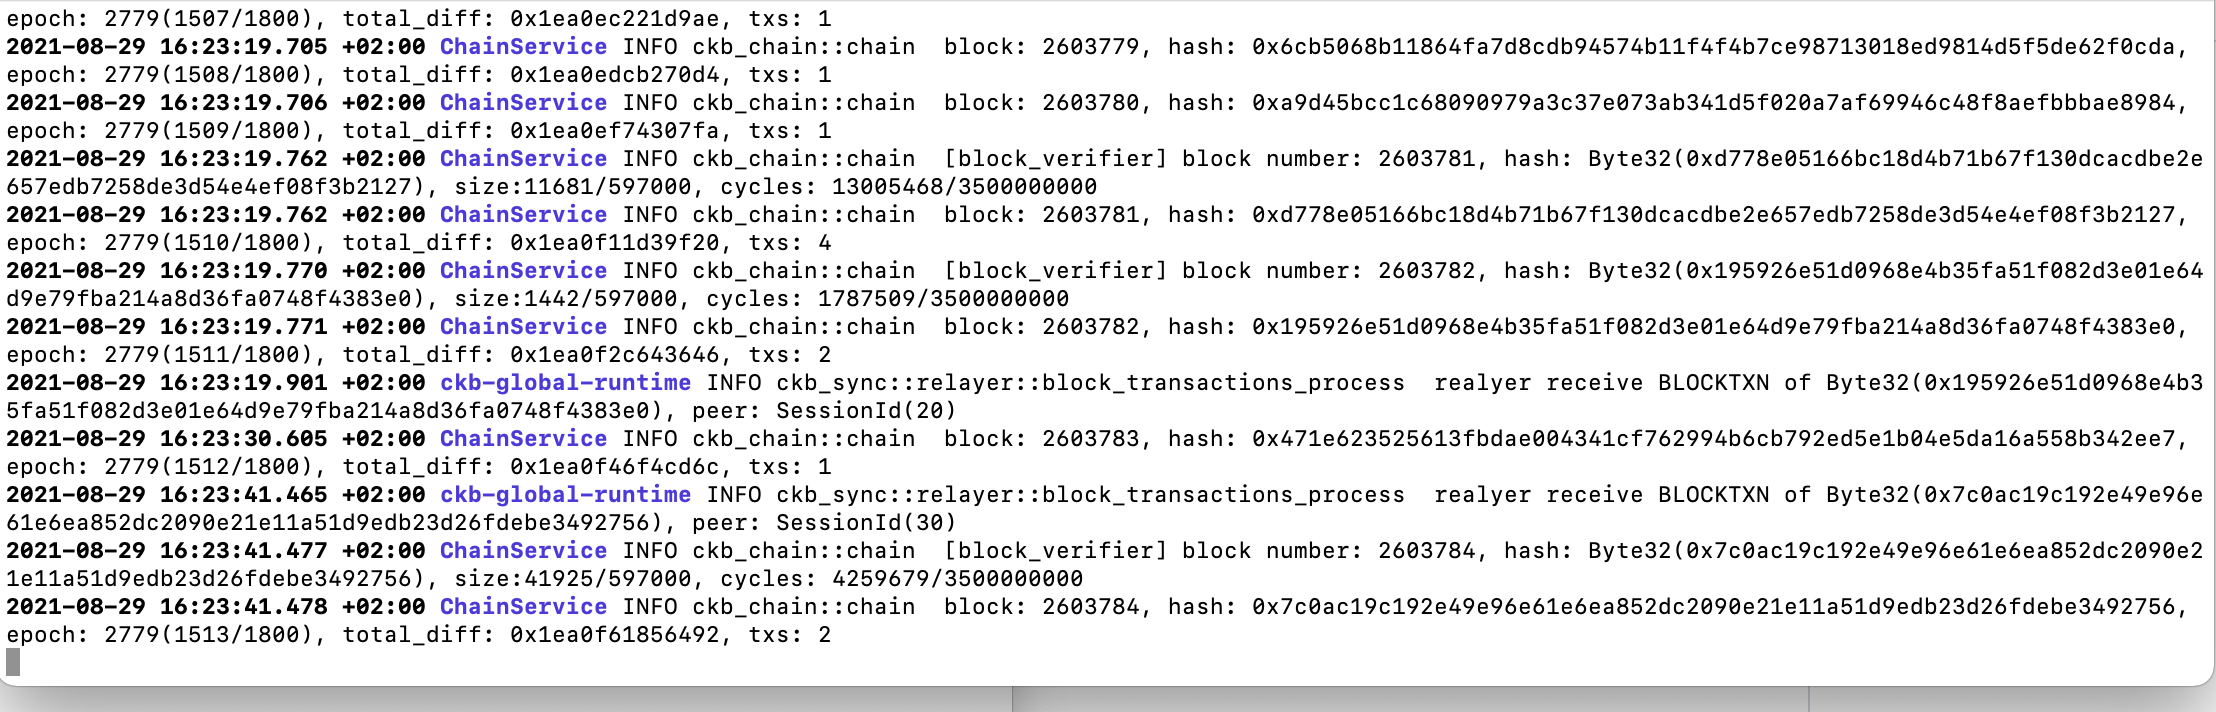 epoch: 2779(1507/1800), total_diff: 0x1ea0ec221d9ae, txs: 1
2021-08-29 16:23:19.705 +02:00 ChainService INFO ckb_chain::chain  block: 2603779, hash: 0x6cb5068b11864fa7d8cdb94574b11f4f4b7ce98713018ed9814d5f5de62f0cda,
epoch: 2779(1508/1800), total_diff: 0x1ea0edcb270d4, txs: 1
2021-08-29 16:23:19.706 +02:00 ChainService INFO ckb_chain::chain  block: 2603780, hash: 0xa9d45bcc1c68090979a3c37e073ab341d5f020a7af69946c48f8aefbbbae8984,
epoch: 2779(1509/1800), total_diff: 0x1ea0ef74307fa, txs: 1
2021-08-29 16:23:19.762 +02:00 ChainService INFO ckb_chain::chain  [block_verifier] block number: 2603781, hash: Byte32(0xd778e05166bc18d4b71b67f130dcacdbe2e
657edb7258de3d54e4ef08f3b2127), size:11681/597000, cycles: 13005468/3500000000
2021-08-29 16:23:19.762 +02:00 ChainService INFO ckb_chain::chain  block: 2603781, hash: 0xd778e05166bc18d4b71b67f130dcacdbe2e657edb7258de3d54e4ef08f3b2127,
epoch: 2779(1510/1800), total_diff: 0x1ea0f11d39f20, txs: 4
2021-08-29 16:23:19.770 +02:00 ChainService INFO ckb_chain::chain  [block_verifier] block number: 2603782, hash: Byte32(0x195926e51d0968e4b35fa51f082d3e01e64
d9e79fba214a8d36fa0748f4383e0), size:1442/597000, cycles: 1787509/3500000000
2021-08-29 16:23:19.771 +02:00 ChainService INFO ckb_chain::chain  block: 2603782, hash: 0x195926e51d0968e4b35fa51f082d3e01e64d9e79fba214a8d36fa0748f4383e0,
epoch: 2779(1511/1800), total_diff: 0x1ea0f2c643646, txs: 2
2021-08-29 16:23:19.901 +02:00 ckb-global-runtime INFO ckb_sync::relayer::block_transactions_process  realyer receive BLOCKTXN of Byte32(0x195926e51d0968e4b3
5fa51f082d3e01e64d9e79fba214a8d36fa0748f4383e0), peer: SessionId(20)
2021-08-29 16:23:30.605 +02:00 ChainService INFO ckb_chain::chain  block: 2603783, hash: 0x471e623525613fbdae004341cf762994b6cb792ed5e1b04e5da16a558b342ee7,
epoch: 2779(1512/1800), total_diff: 0x1ea0f46f4cd6c, txs: 1
2021-08-29 16:23:41.465 +02:00 ckb-global-runtime INFO ckb_sync::relayer::block_transactions_process  realyer receive BLOCKTXN of Byte32(0x7c0ac19c192e49e96e
61e6ea852dc2090e21e11a51d9edb23d26fdebe3492756), peer: SessionId(30)
2021-08-29 16:23:41.477 +02:00 ChainService INFO ckb_chain::chain  [block_verifier] block number: 2603784, hash: Byte32(0x7c0ac19c192e49e96e61e6ea852dc2090e2
1e11a51d9edb23d26fdebe3492756), size:41925/597000, cycles: 4259679/3500000000
2021-08-29 16:23:41.478 +02:00 ChainService INFO ckb_chain::chain  block: 2603784, hash: 0x7c0ac19c192e49e96e61e6ea852dc2090e21e11a51d9edb23d26fdebe3492756,
epoch: 2779(1513/1800), total_diff: 0x1ea0f61856492, txs: 2